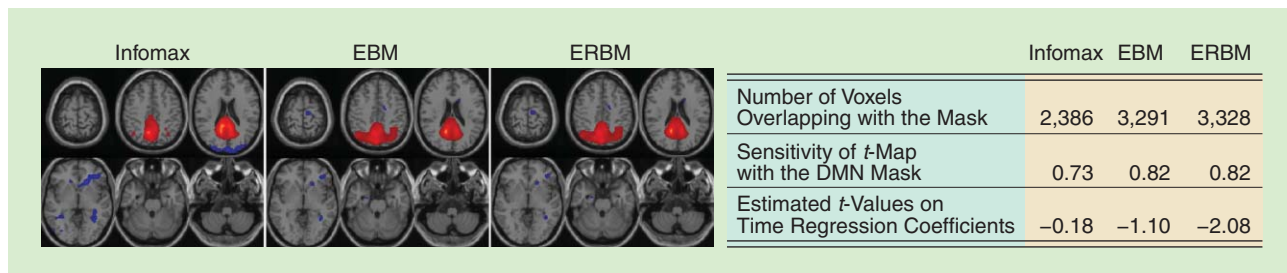 Infomax EBM ERBM
Infomax EBM ERBM
Number of Voxels
Overlapping with the Mask 2,386 3,291 3,328
Sensitivity of t-Map
with the DMN Mask 0.73 0.82 0.82
Estimated t-Values on
Time Regression Coefficients −0.18 −1.10 −2.08